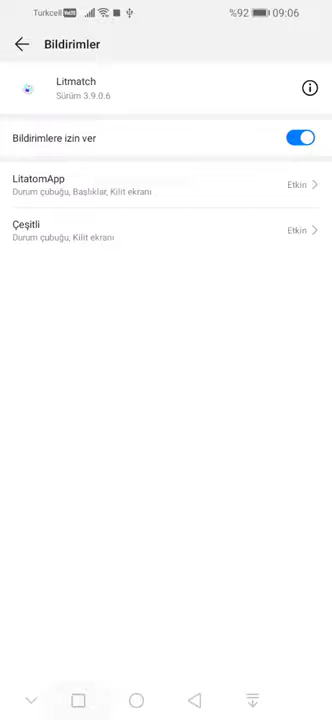 Turkcell VoLTE %92 09:06
Bildirimler
Litmatch
Sürüm 3.9.0.6
Bildirimlere izin ver
LitatomApp
Durum çubuğu, Başlıklar, Kilit ekranı
Etkin
Çeşitli
Durum çubuğu, Kilit ekranı
Etkin